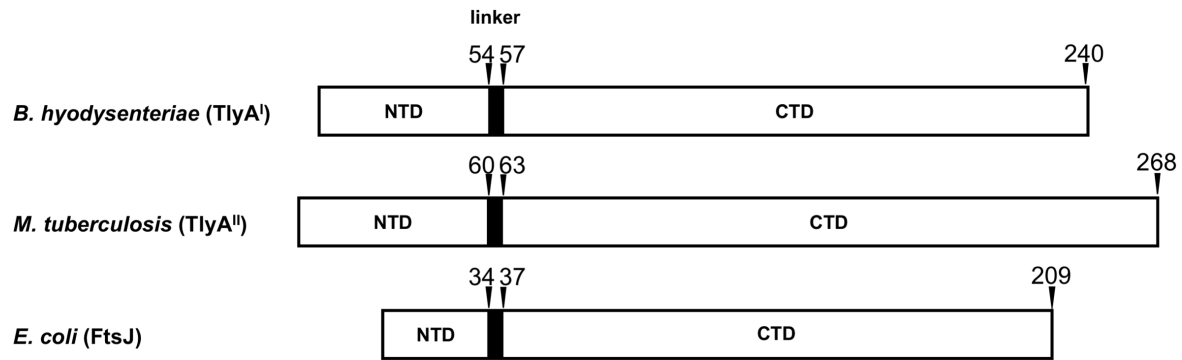 linker
54 57 240
B. hyodysenteriae (TlyAᴵ) NTD CTD
60 63 268
M. tuberculosis (TlyAᴵᴵ) NTD CTD
34 37 209
E. coli (FtsJ) NTD CTD